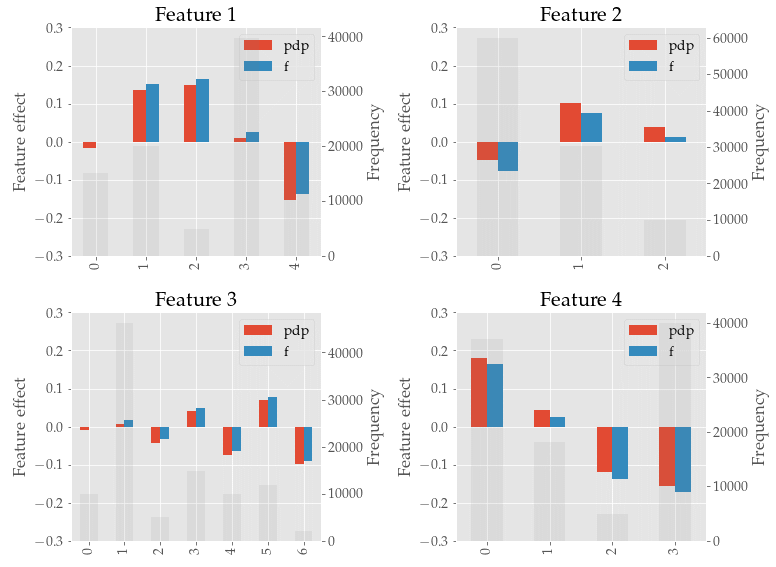 Feature 1
0.3
0.2
0.1
0.0
−0.1
−0.2
−0.3
Feature effect
pdp
f
40000
30000
20000
10000
0
Frequency
0 1 2 3 4
Feature 2
0.3
0.2
0.1
0.0
−0.1
−0.2
−0.3
Feature effect
pdp
f
60000
50000
40000
30000
20000
10000
0
Frequency
0 1 2
Feature 3
0.3
0.2
0.1
0.0
−0.1
−0.2
−0.3
Feature effect
pdp
f
40000
30000
20000
10000
0
Frequency
0 1 2 3 4 5 6
Feature 4
0.3
0.2
0.1
0.0
−0.1
−0.2
−0.3
Feature effect
pdp
f
40000
30000
20000
10000
0
Frequency
0 1 2 3